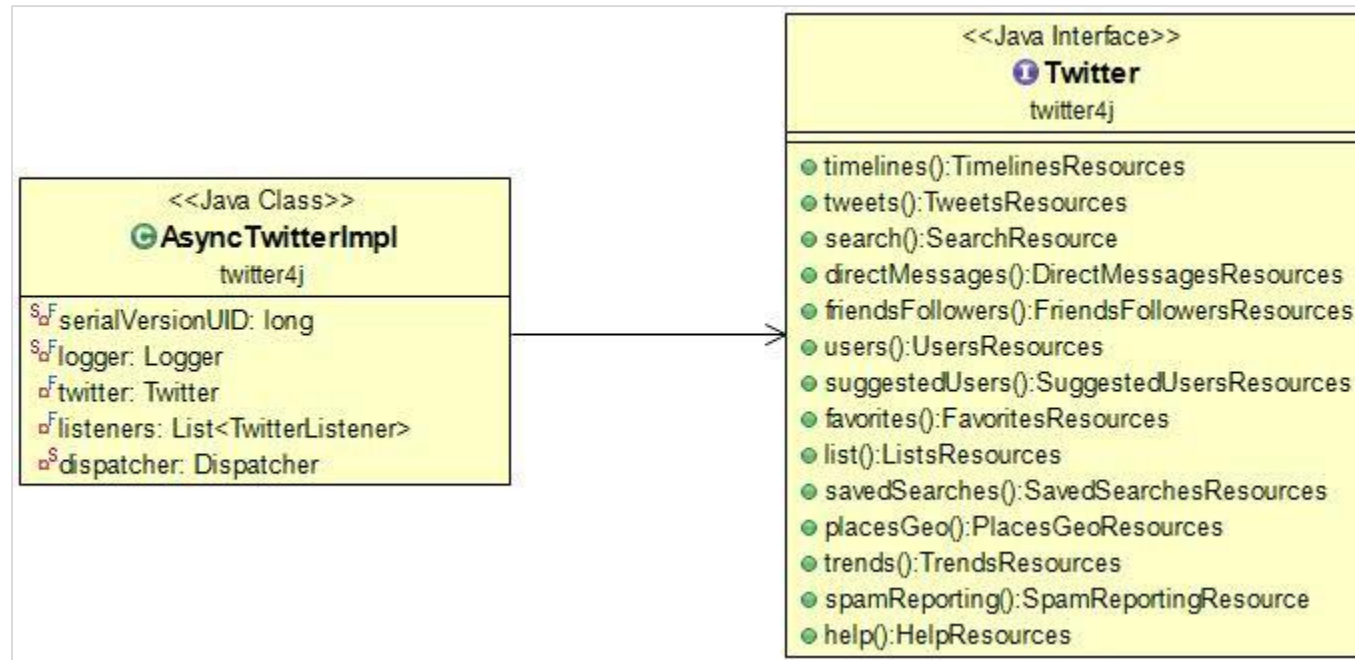 <<Java Class>>
AsyncTwitterImpl
twitter4j
serialVersionUID: long
logger: Logger
twitter: Twitter
listeners: List<TwitterListener>
dispatcher: Dispatcher
<<Java Interface>>
Twitter
twitter4j
timelines():TimelinesResources
tweets():TweetsResources
search():SearchResource
directMessages():DirectMessagesResources
friendsFollowers():FriendsFollowersResources
users():UsersResources
suggestedUsers():SuggestedUsersResources
favorites():FavoritesResources
list():ListsResources
savedSearches():SavedSearchesResources
placesGeo():PlacesGeoResources
trends():TrendsResources
spamReporting():SpamReportingResource
help():HelpResources